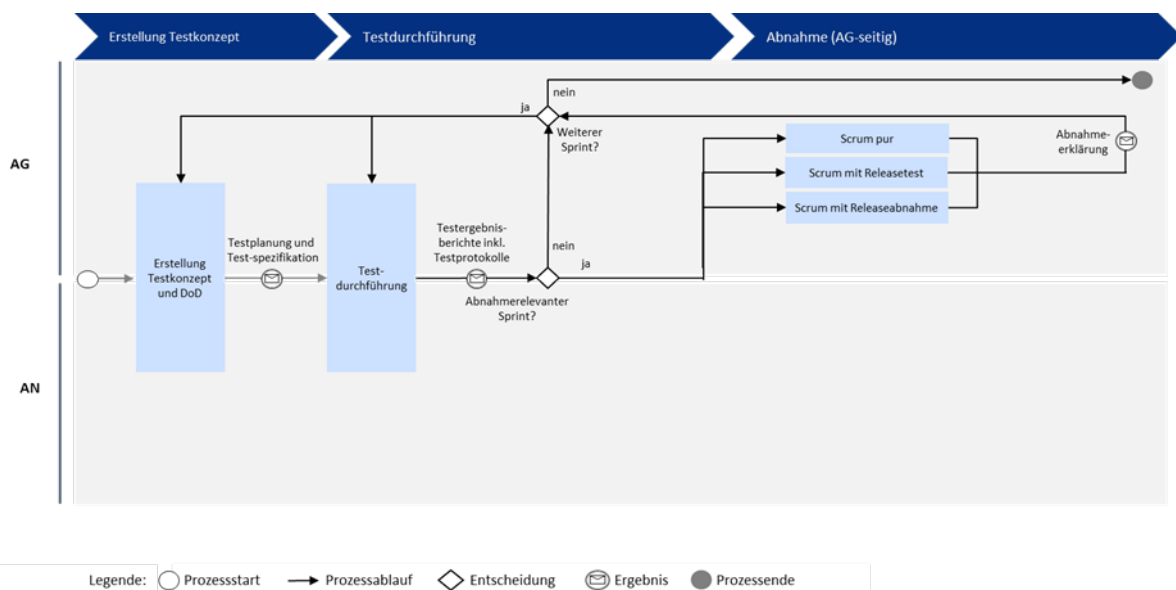 Erstellung Testkonzept
Testdurchführung
Abnahme (AG-seitig)
nein
ja
Weiterer
Sprint?
Abnahme-
erklärung
Scrum pur
Scrum mit Releasetest
Scrum mit Releaseabnahme
AG
Erstellung
Testkonzept
und DoD
Testplanung und
Test-spezifikation
Test-
durchführung
Testergebnis-
berichte inkl.
Testprotokolle
nein
ja
Abnahmerelevanter
Sprint?
AN
Legende:
Prozessstart
Prozessablauf
Entscheidung
Ergebnis
Prozessende